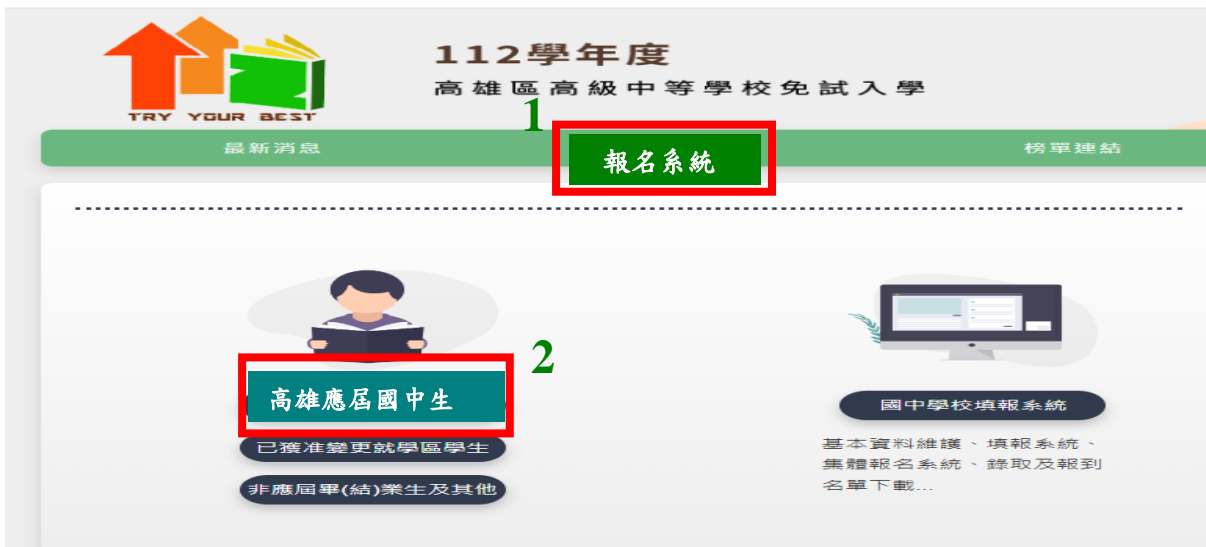 112學年度
高雄區高級中等學校免試入學
TRY YOUR BEST
1
最新消息
報名系統
榜單連結
2
高雄應屆國中生
已獲准變更就學區學生
非應屆畢(結)業生及其他
國中學校填報系統
基本資料維護、填報系統、
集體報名系統、錄取及報到
名單下載...